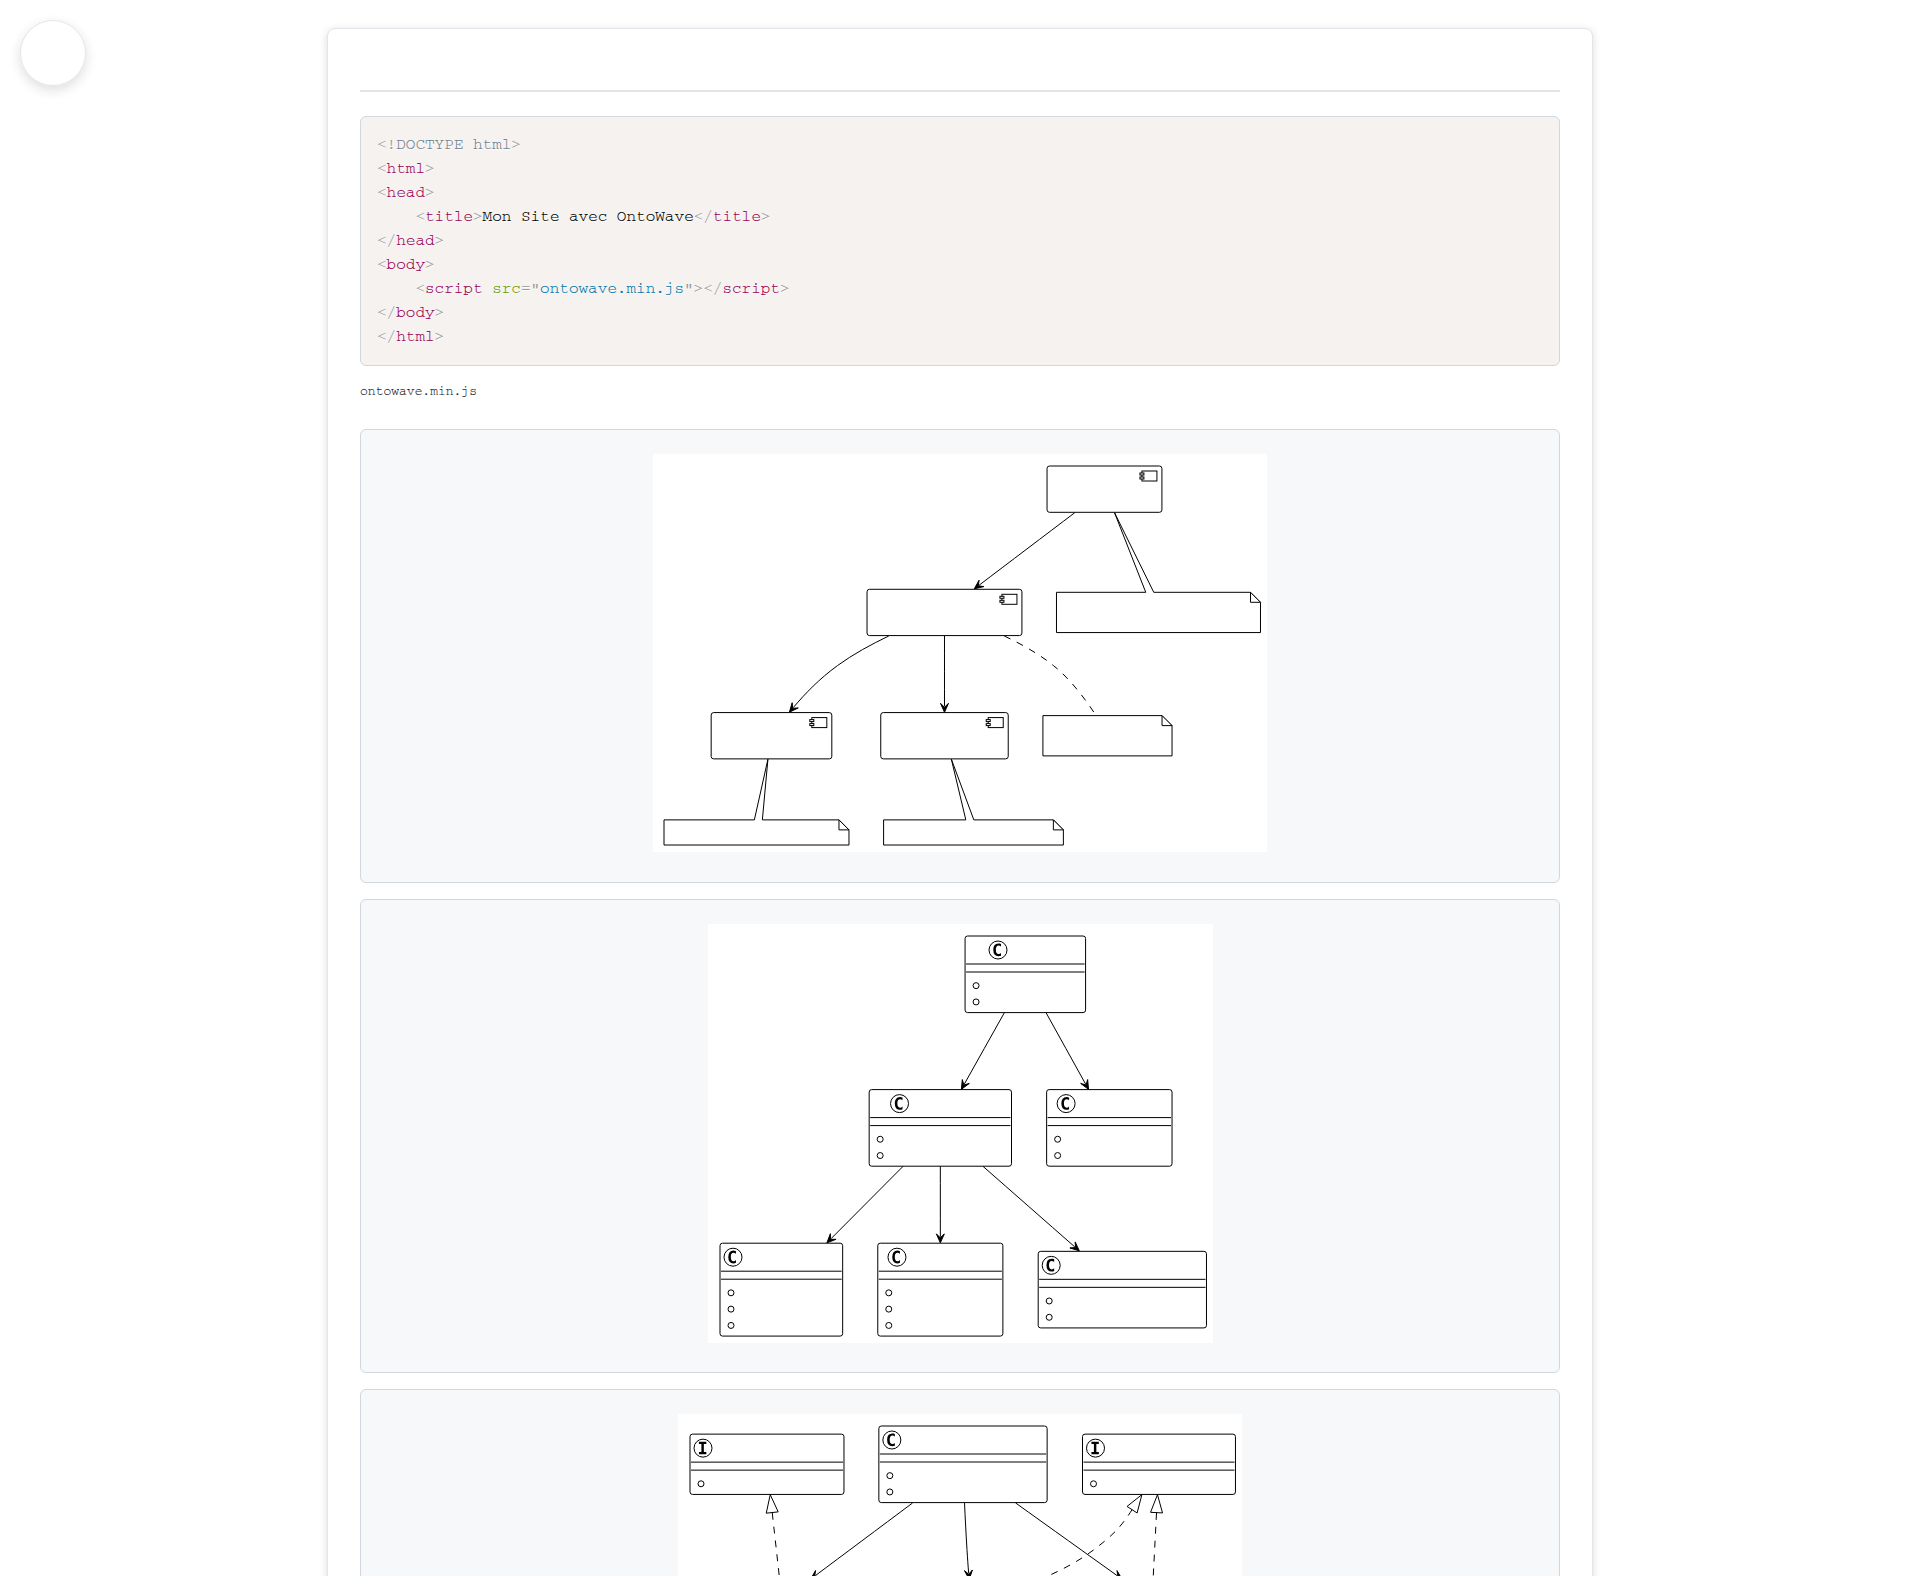 <!DOCTYPE html>
<html>
<head>
    <title>Mon Site avec OntoWave</title>
</head>
<body>
    <script src="ontowave.min.js"></script>
</body>
</html>
ontowave.min.js
C
C
C
C
C
C
I
C
I